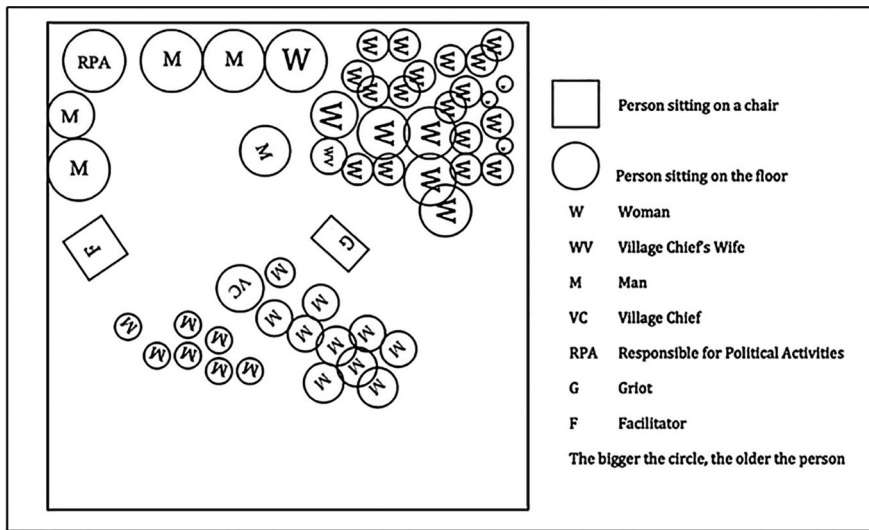 RPA M M W W W W
W W
W W
W W W
W
M W W W W
W
M WV W W W W
M W
W
F G
VC M
M M
M M M M M
M M M M
M M M
M M M M
Person sitting on a chair
Person sitting on the floor
W Woman
WV Village Chief's Wife
M Man
VC Village Chief
RPA Responsible for Political Activities
G Griot
F Facilitator
The bigger the circle, the older the person